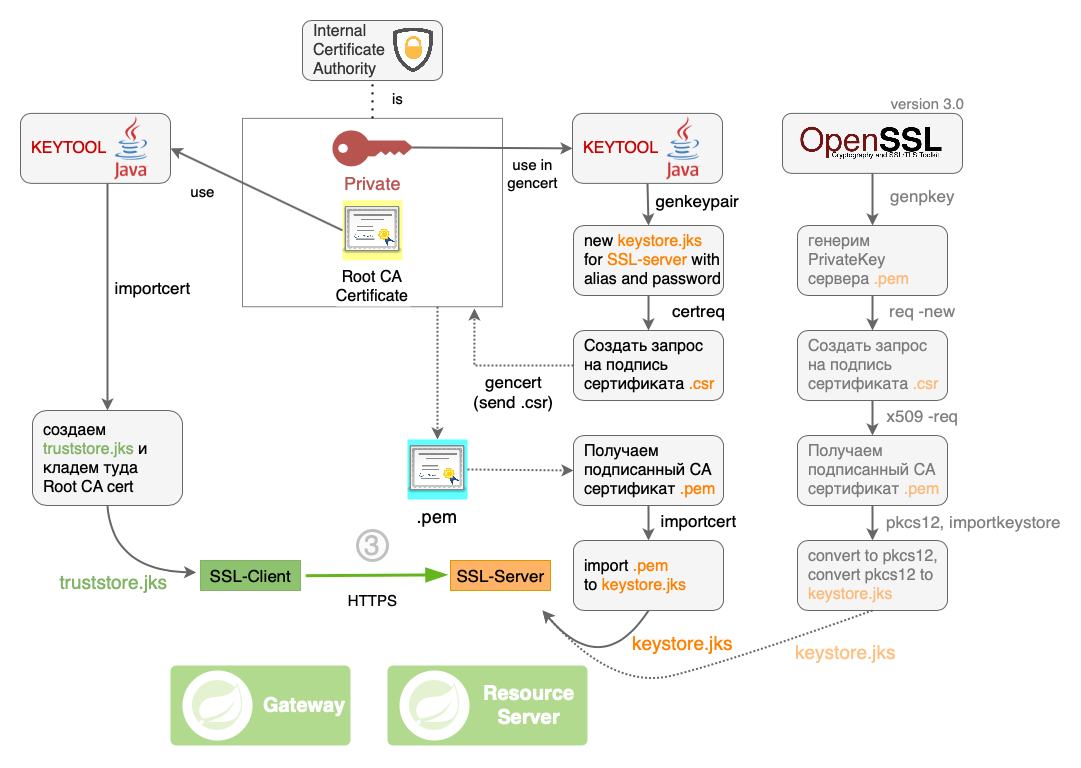 Internal
Certificate
Authority
is
version 3.0
KEYTOOL
Java
Private
use
Root CA
Certificate
use in
gencert
KEYTOOL
Java
OpenSSL
Cryptography and SSL/TLS Toolkit
genkeypair
genpkey
new keystore.jks
for SSL-server with
alias and password
генерим
PrivateKey
сервера .pem
importcert
certreq
req -new
Создать запрос
на подпись
сертификата .csr
Создать запрос
на подпись
сертификата .csr
gencert
(send .csr)
x509 -req
создаем
truststore.jks и
кладем туда
Root CA cert
.pem
Получаем
подписанный CA
сертификат .pem
Получаем
подписанный CA
сертификат .pem
importcert
pkcs12, importkeystore
import .pem
to keystore.jks
convert to pkcs12,
convert pkcs12 to
keystore.jks
truststore.jks
SSL-Client
3
HTTPS
SSL-Server
keystore.jks
keystore.jks
Gateway
Resource
Server